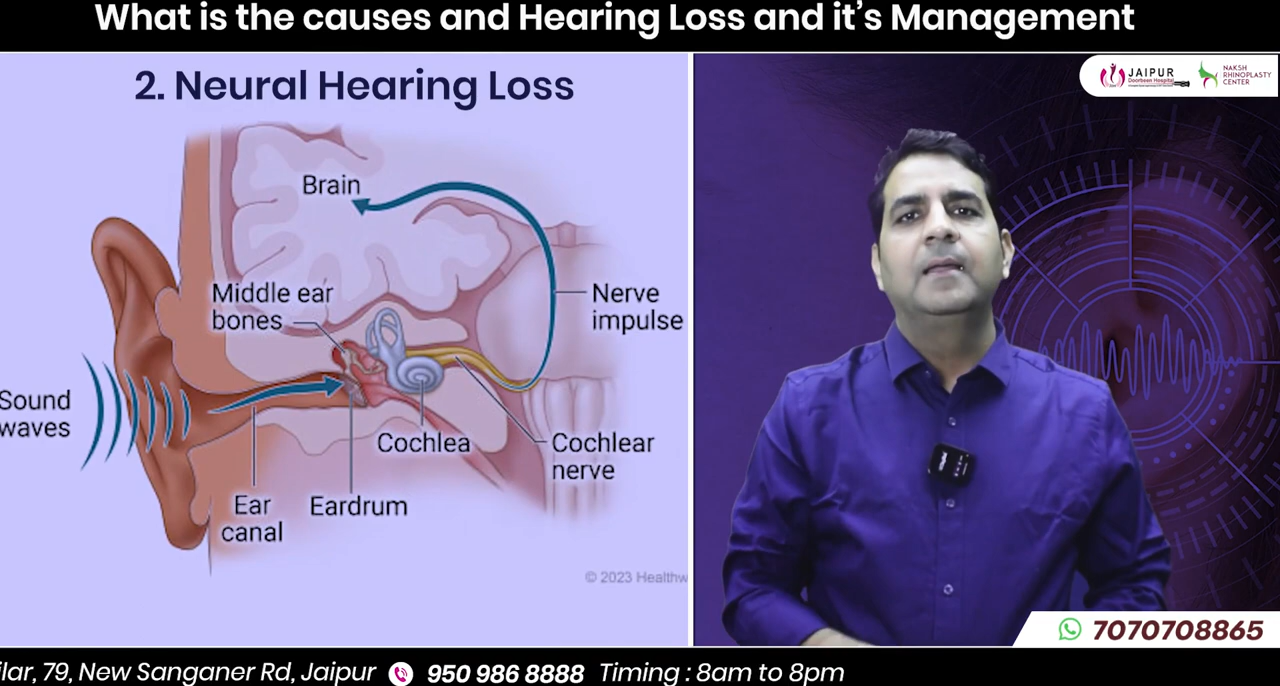 What is the causes and Hearing Loss and it's Management
2. Neural Hearing Loss
Brain
Middle ear
bones
Nerve
impulse
Sound
waves
Cochlea
Cochlear
nerve
Ear
canal
Eardrum
© 2023 Healthw
JAIPUR
Doorbeen Hospital
NAKSH
RHINOPLASTY
CENTER
7070708865
ilar, 79, New Sanganer Rd, Jaipur 950 986 8888 Timing : 8am to 8pm